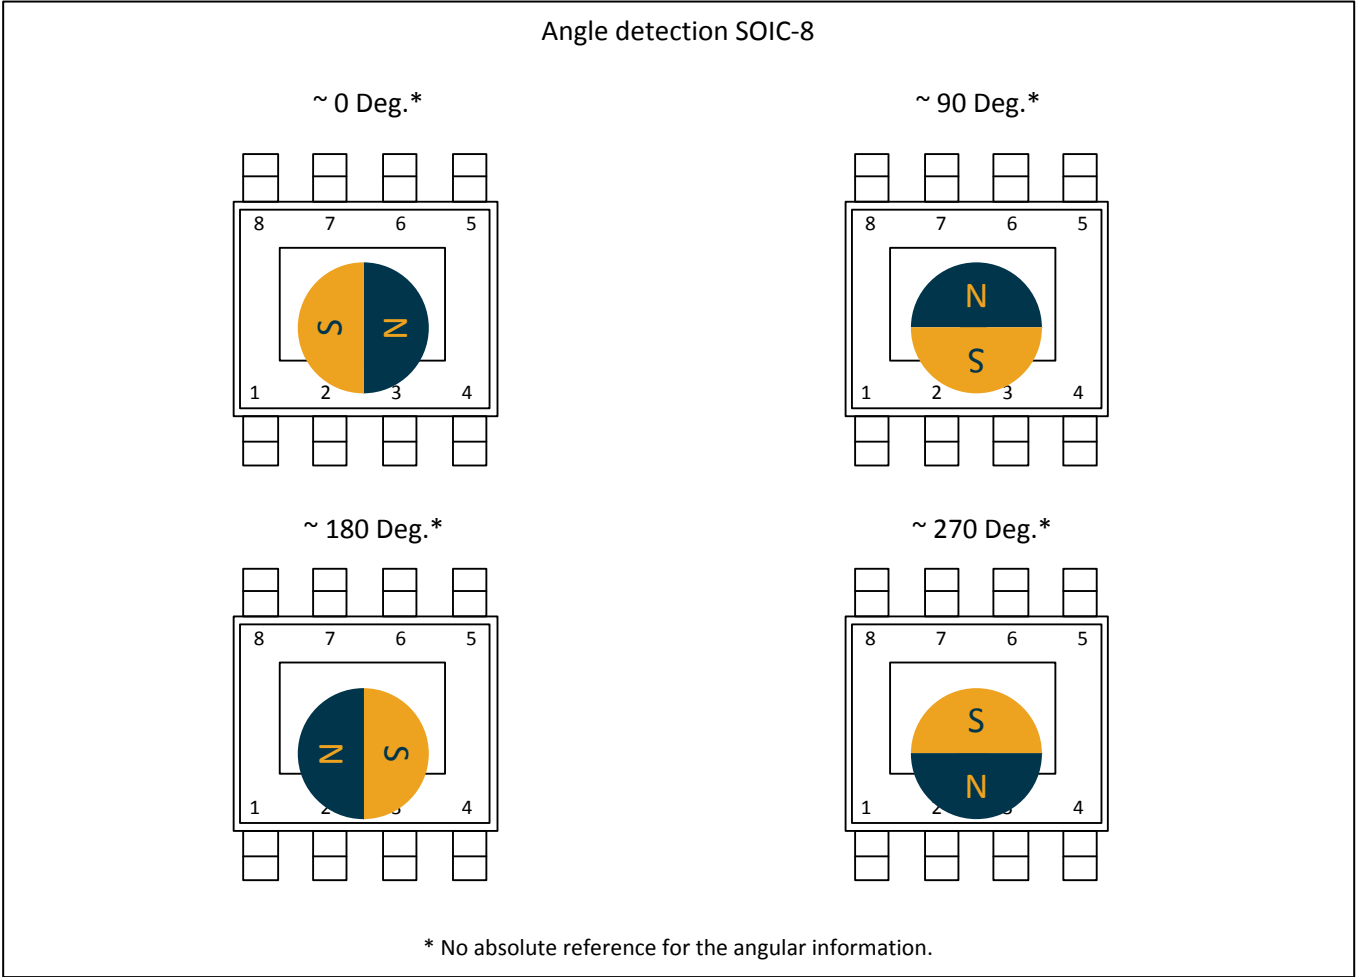 Angle detection SOIC-8
~ 0 Deg.* ~ 90 Deg.*
8 7 6 5 8 7 6 5
S N N
S
1 2 3 4 1 2 3 4
~ 180 Deg.* ~ 270 Deg.*
8 7 6 5 8 7 6 5
N S S
N
1 4 1 4
* No absolute reference for the angular information.